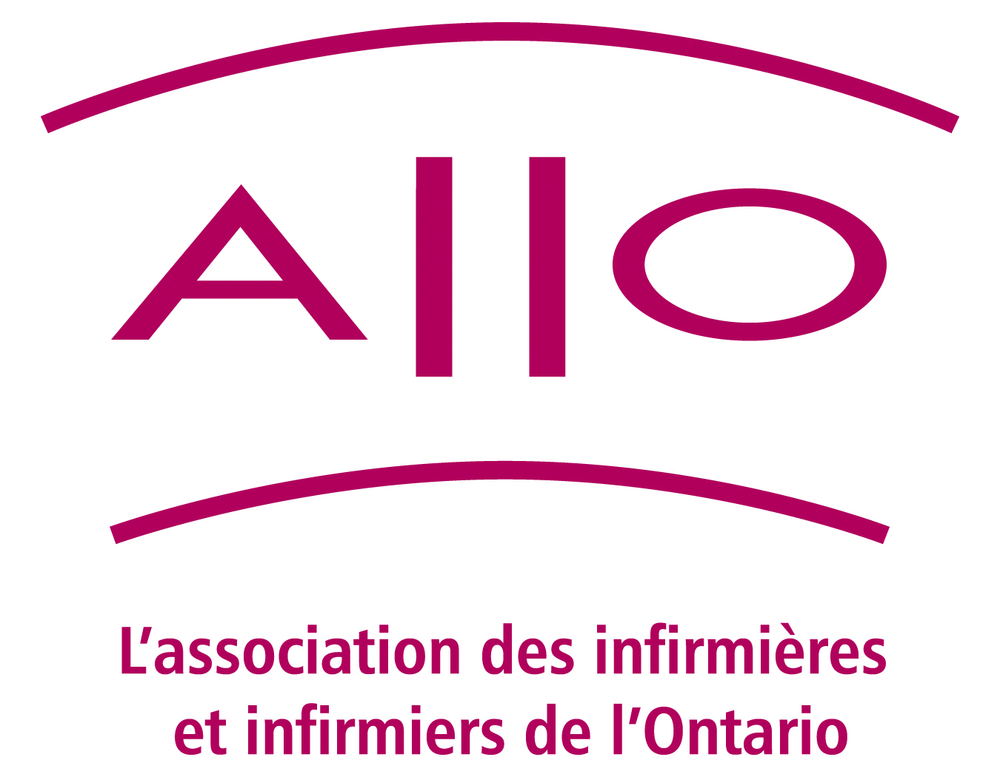 AIIO
L’association des infirmières
et infirmiers de l’Ontario